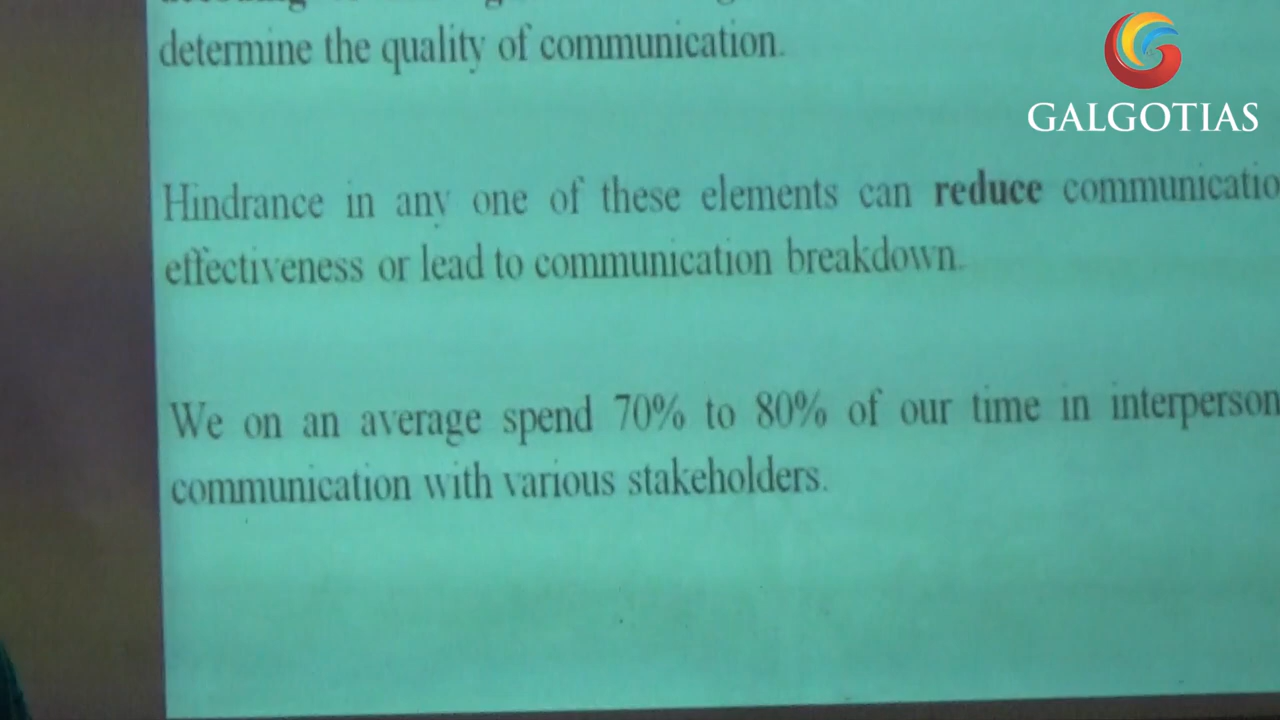 determine the quality of communication.
GALGOTIAS
Hindrance in any one of these elements can reduce communicatio
effectiveness or lead to communication breakdown.
We on an average spend 70% to 80% of our time in interperson
communication with various stakeholders.